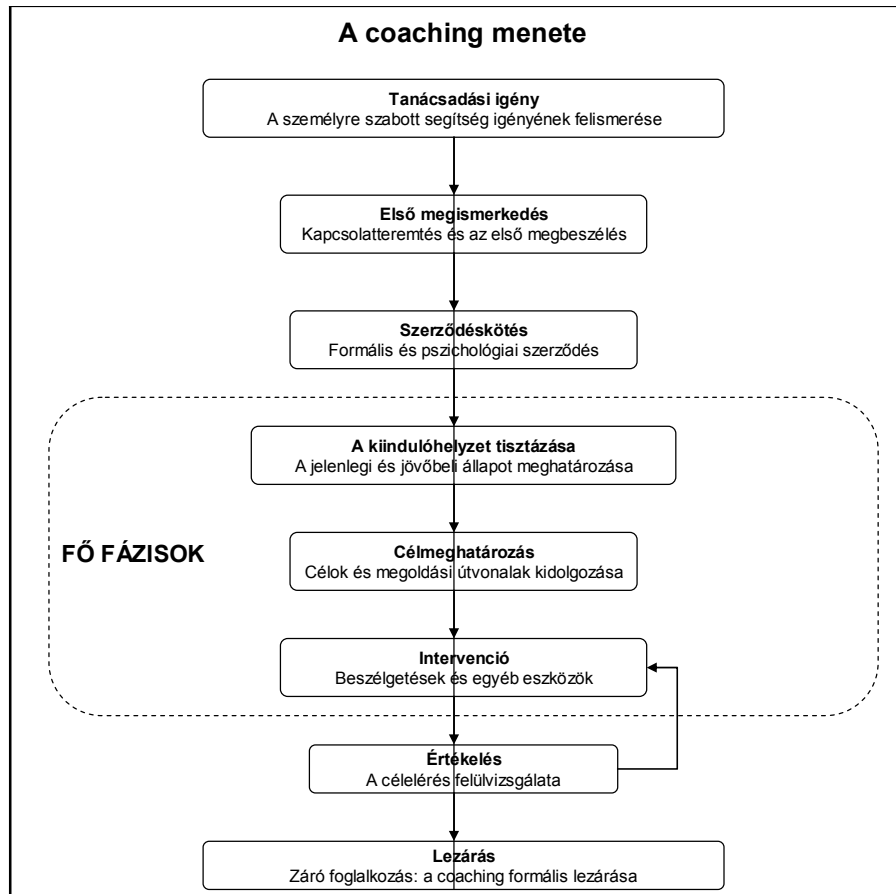 A coaching menete
Tanácsadási igény
A személyre szabott segítség igényének felismerése
Első megismerkedés
Kapcsolatteremtés és az első megbeszélés
Szerződéskötés
Formális és pszichológiai szerződés
A kiindulóhelyzet tisztázása
A jelenlegi és jövőbeli állapot meghatározása
FŐ FÁZISOK
Célmeghatározás
Célok és megoldási útvonalak kidolgozása
Intervenció
Beszélgetések és egyéb eszközök
Értékelés
A célelérés felülvizsgálata
Lezárás
Záró foglalkozás: a coaching formális lezárása